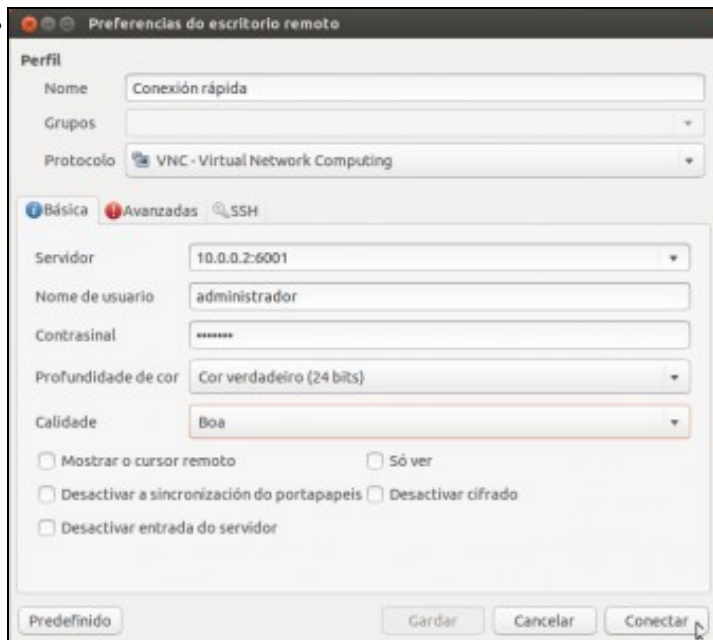 Preferencias do escritorio remoto
Perfil
Nome Conexión rápida
Grupos
Protocolo VNC - Virtual Network Computing
Básica Avanzadas SSH
Servidor 10.0.0.2:6001
Nome de usuario administrador
Contrasinal •••••••
Profundidade de cor Cor verdadeiro (24 bits)
Calidade Boa
Mostrar o cursor remoto Só ver
Desactivar a sincronización do portapapeis Desactivar cifrado
Desactivar entrada do servidor
Predefinido Gardar Cancelar Conectar